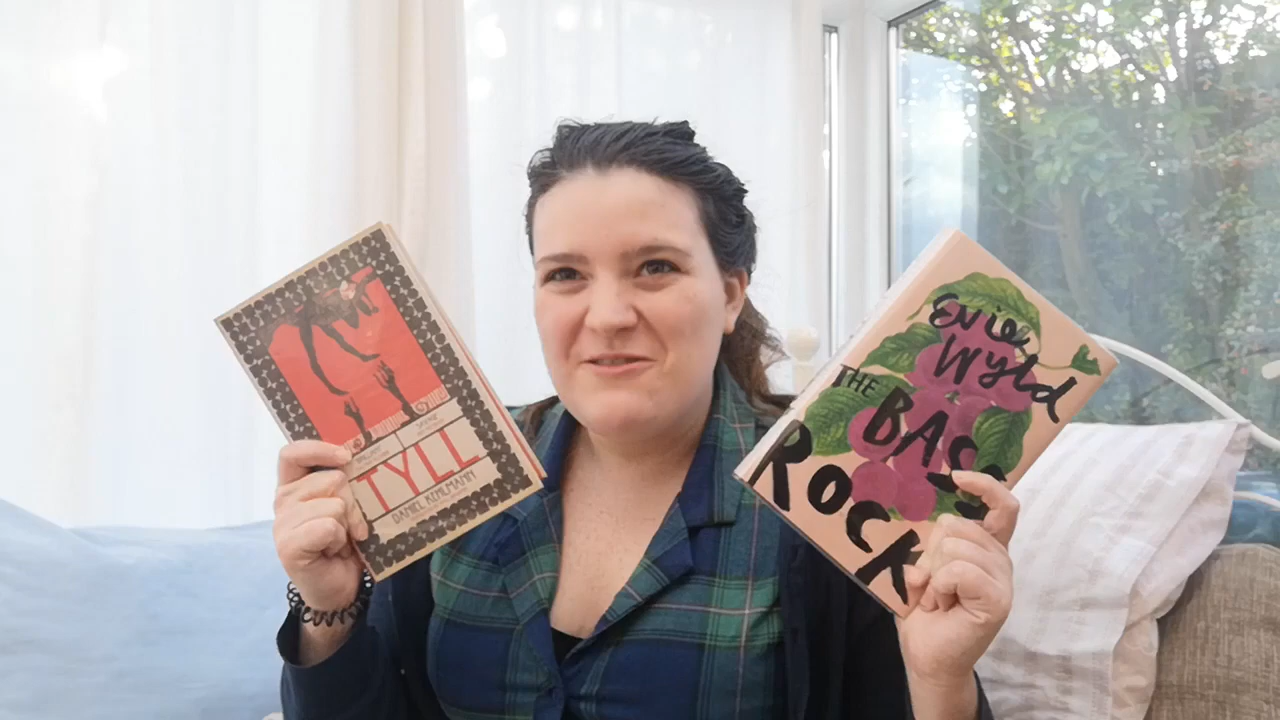 TYLL
DANIEL KEHLMANN
Evie
Wyld
THE
BASS
ROCK